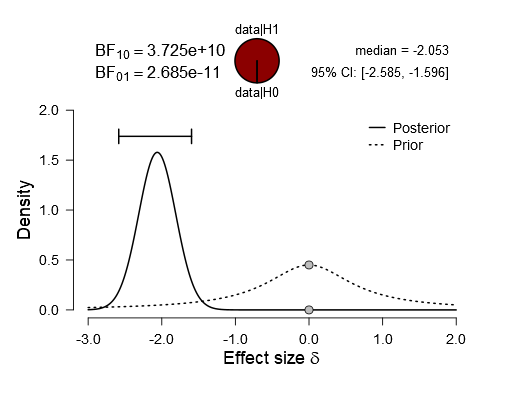 data|H1
BF10 = 3.725e+10
BF01 = 2.685e-11
median = -2.053
95% CI: [-2.585, -1.596]
data|H0
Posterior
Prior
Density
2.0
1.5
1.0
0.5
0.0
-3.0 -2.0 -1.0 0.0 1.0 2.0
Effect size δ